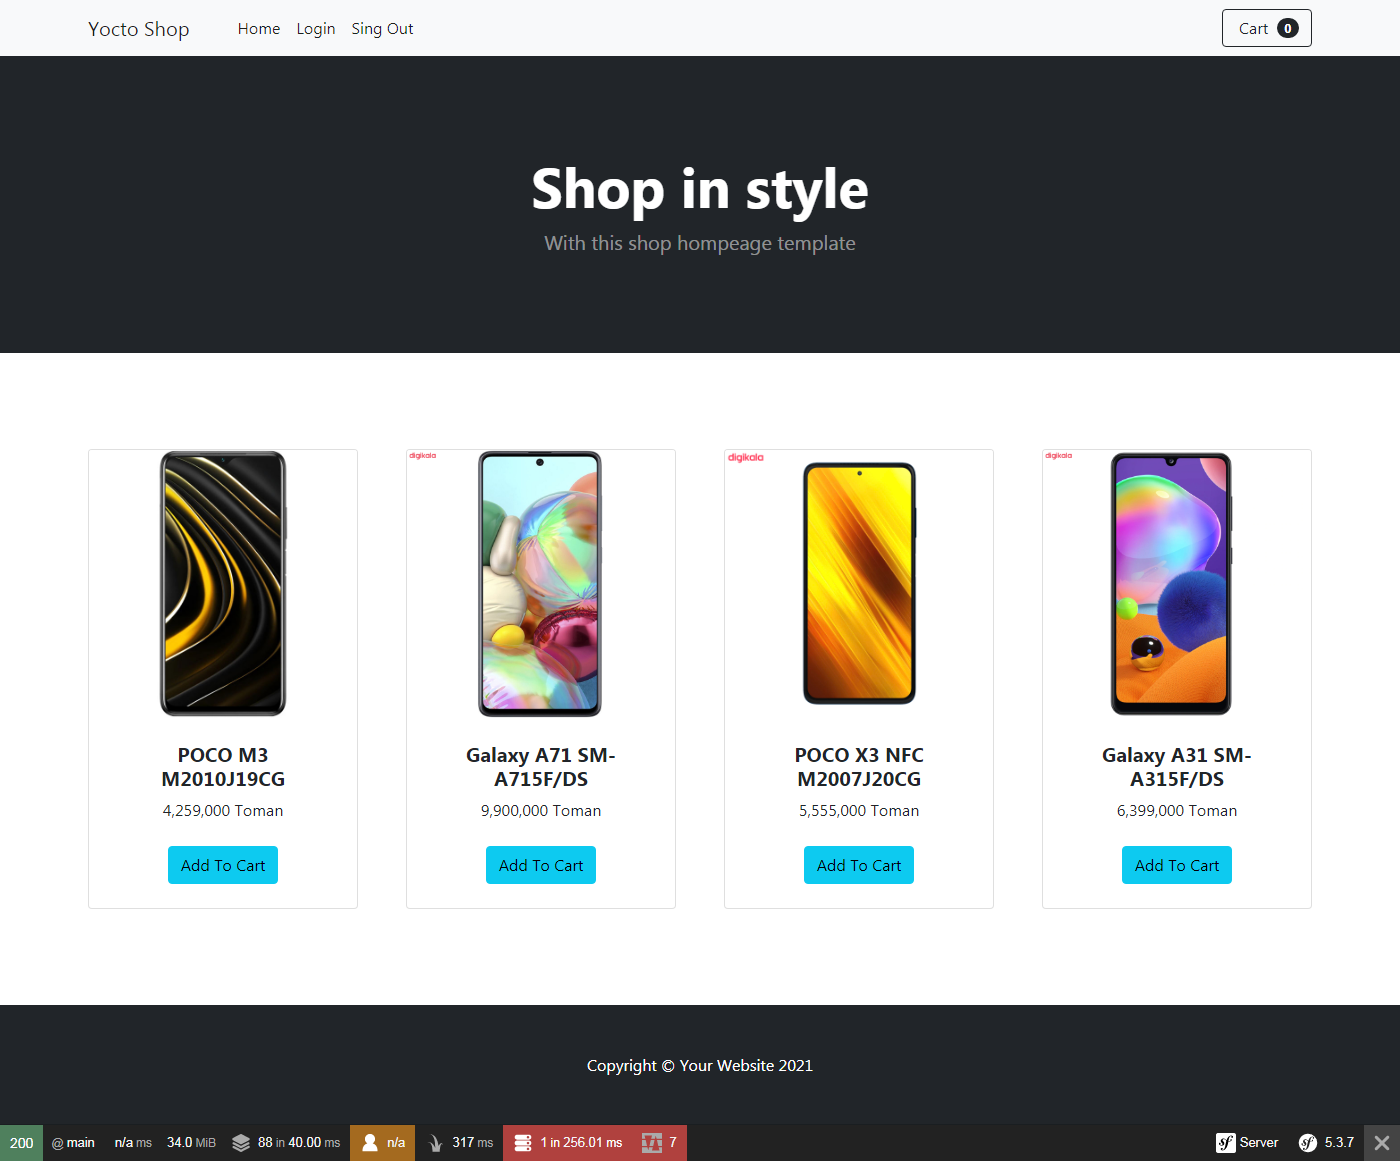 Yocto Shop
Home
Login
Sing Out
Cart 0
Shop in style
With this shop hompeage template
digikala
digikala
digikala
POCO M3
M2010J19CG
4,259,000 Toman
Add To Cart
Galaxy A71 SM-
A715F/DS
9,900,000 Toman
Add To Cart
POCO X3 NFC
M2007J20CG
5,555,000 Toman
Add To Cart
Galaxy A31 SM-
A315F/DS
6,399,000 Toman
Add To Cart
Copyright © Your Website 2021
200 @ main n/a ms 34.0 MiB 88 in 40.00 ms n/a 317 ms 1 in 256.01 ms 7 sf Server sf 5.3.7